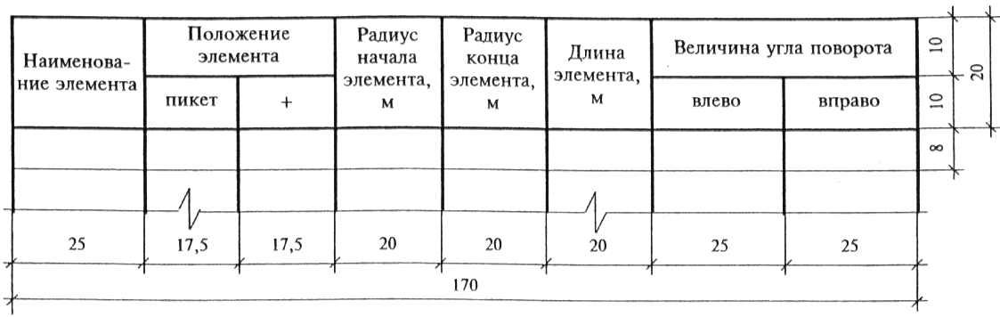 Наименова-
ние элемента
Положение
элемента
пикет
+
Радиус
начала
элемента,
м
Радиус
конца
элемента,
м
Длина
элемента,
м
Величина угла поворота
влево
вправо
10
10
20
8
25
17,5
17,5
20
20
20
25
25
170